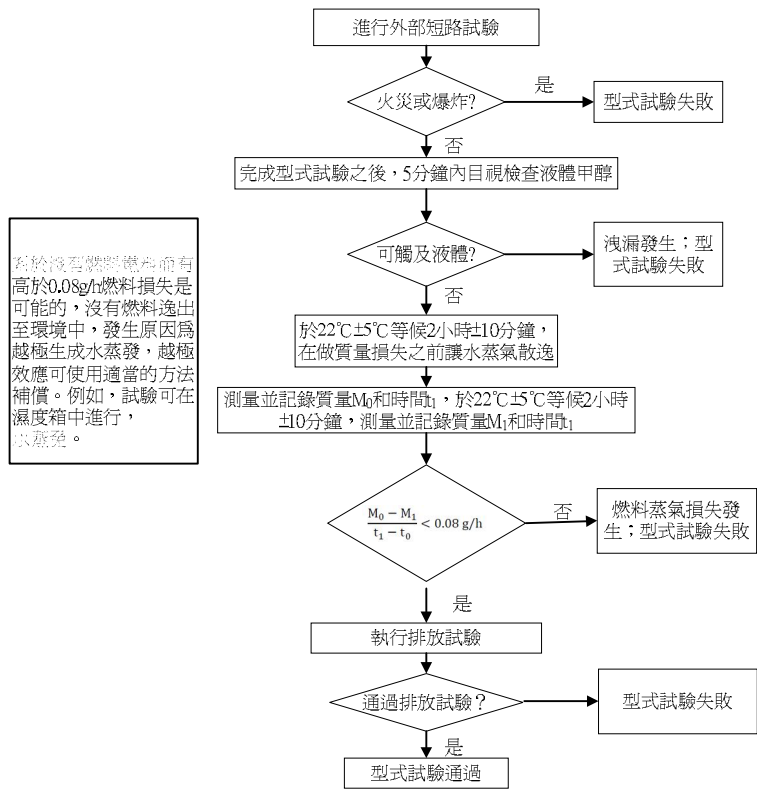 進行外部短路試驗
火災或爆炸?
是
型式試驗失敗
否
完成型式試驗之後，5分鐘內目視檢查液體甲醇
可觸及液體?
洩漏發生；型
式試驗失敗
否
於22℃±5℃等候2小時±10分鐘，
在做質量損失之前讓水蒸氣散逸
測量並記錄質量M₀和時間t₁，於22℃±5℃等候2小時
±10分鐘，測量並記錄質量M₁和時間t₁
高於0.08g/h燃料損失是
可能的，沒有燃料逸出
至環境中，發生原因為
越極生成水蒸發，越極
效應可使用適當的方法
補償。例如，試驗可在
濕度箱中進行，
水蒸發。
M₀ − M₁
t₁ − t₀
< 0.08 g/h
否
燃料蒸氣損失發
生；型式試驗失敗
是
執行排放試驗
通過排放試驗？
型式試驗失敗
是
型式試驗通過